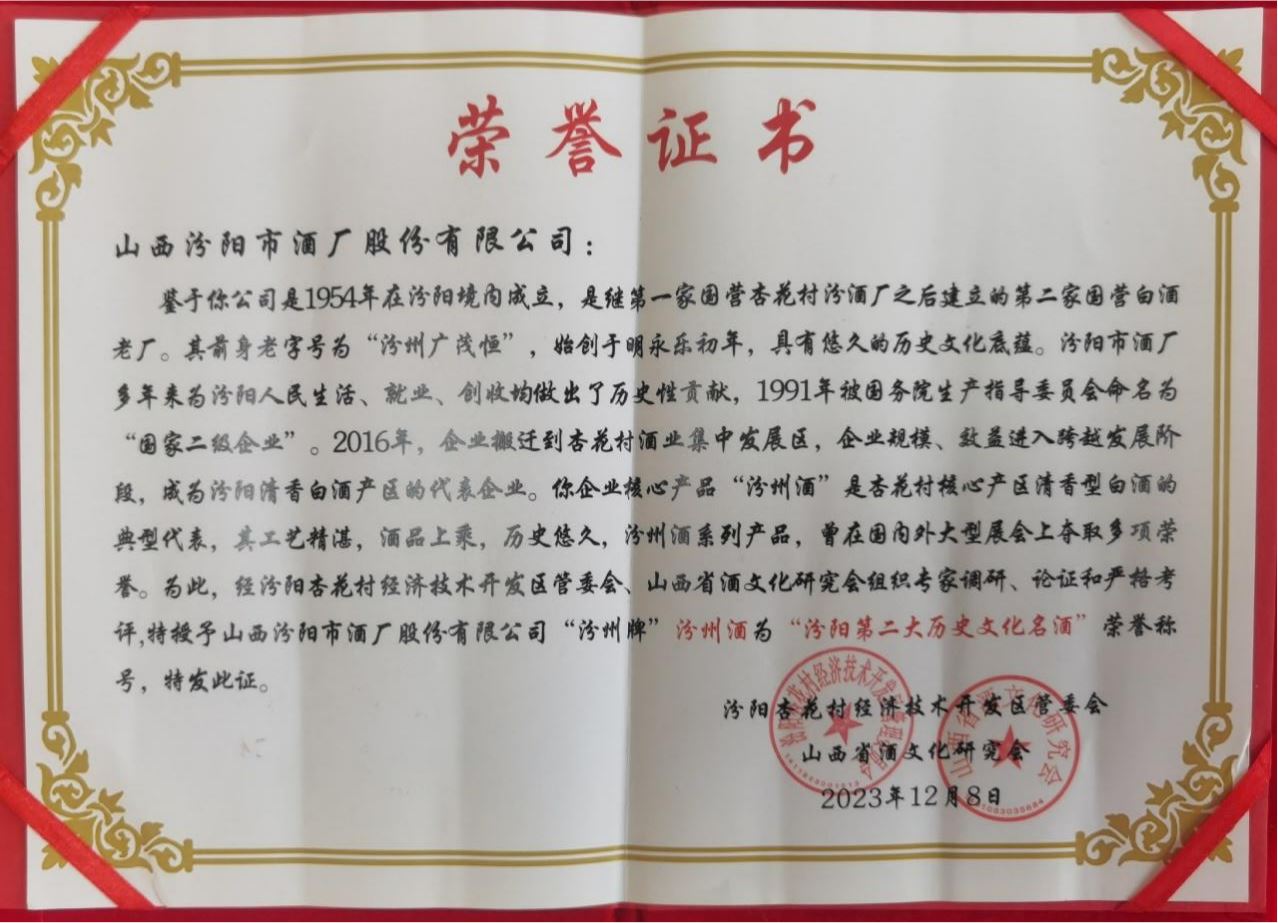 荣誉证书
山西汾阳市酒厂股份有限公司：
鉴于你公司是1954年在汾阳境内成立，是继第一家国营杏花村汾酒厂之后建立的第二家国营白酒
老厂。其前身老字号为“汾州广茂恒”，始创于明永乐初年，具有悠久的历史文化底蕴。汾阳市酒厂
多年来为汾阳人民生活、就业、创收均做出了历史性贡献，1991年被国务院生产指导委员会命名为
“国家二级企业”。2016年，企业搬迁到杏花村酒业集中发展区，企业规模、效益进入跨越发展阶
段，成为汾阳清香白酒产区的代表企业。你企业核心产品“汾州酒”是杏花村核心产区清香型白酒的
典型代表，其工艺精湛，酒品上乘，历史悠久，汾州酒系列产品，曾在国内外大型展会上夺取多项荣
誉。为此，经汾阳杏花村经济技术开发区管委会、山西省酒文化研究会组织专家调研、论证和严格考
评,特授予山西汾阳市酒厂股份有限公司“汾州牌”汾州酒为“汾阳第二大历史文化名酒”荣誉称
号，特发此证。
汾阳杏花村经济技术开发区管委会
山西省酒文化研究会
2023年12月8日
山西省酒文化研究会